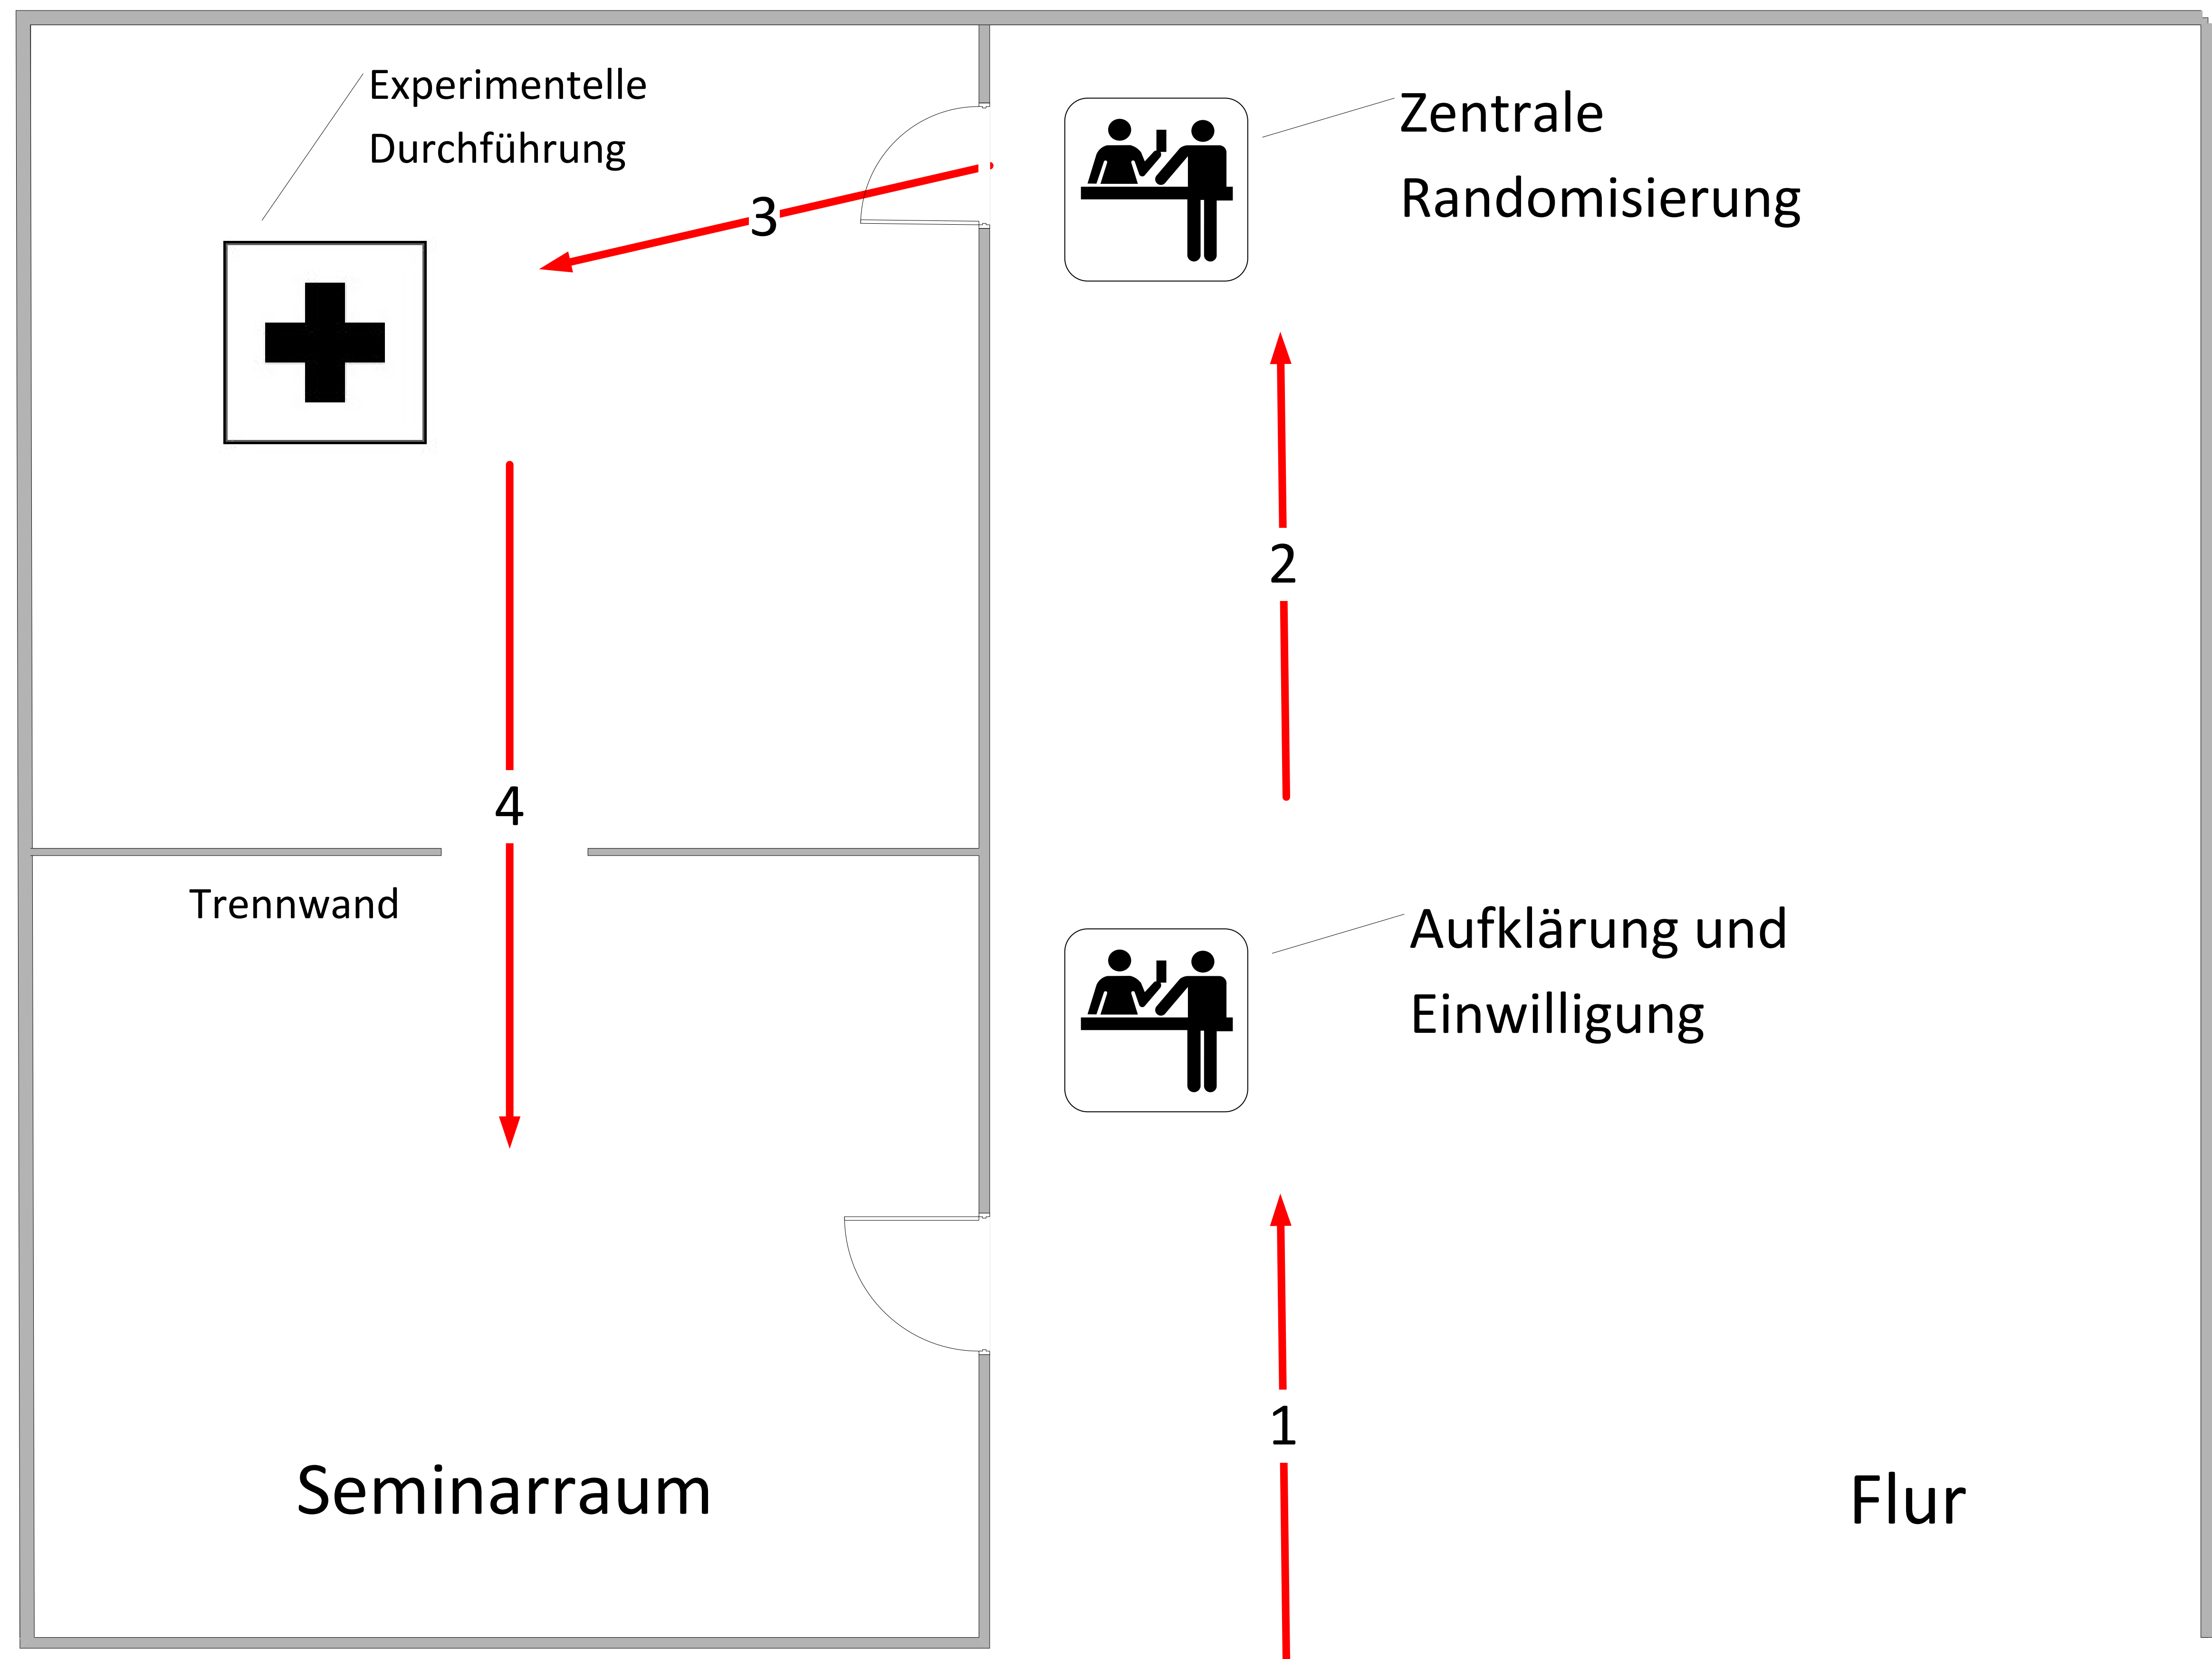 Experimentelle
Durchführung
Zentrale
Randomisierung
3
2
4
Trennwand
Aufklärung und
Einwilligung
1
Seminarraum
Flur